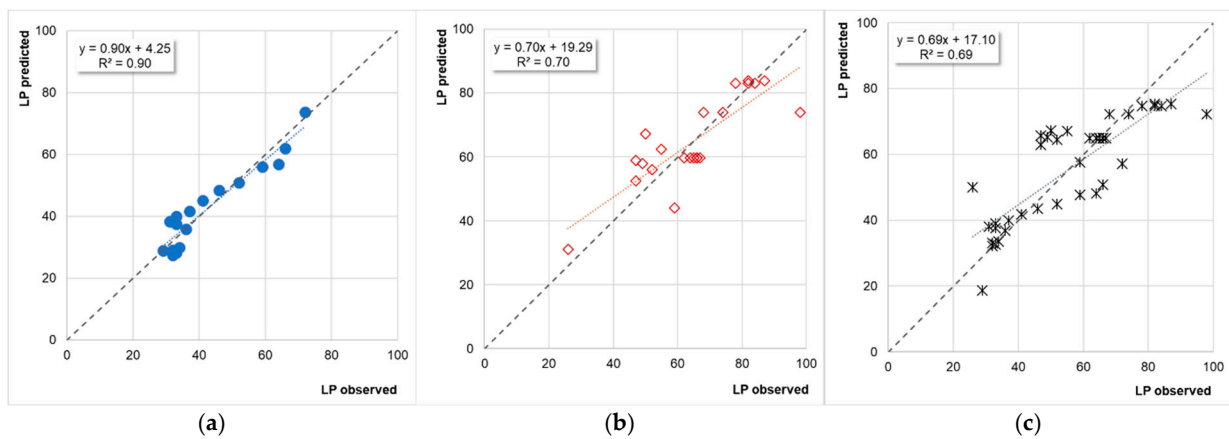 100
80
60
40
20
0
LP predicted
y = 0.90x + 4.25
R² = 0.90
0 20 40 60 80 100
LP observed
(a)
100
80
60
40
20
0
LP predicted
y = 0.70x + 19.29
R² = 0.70
0 20 40 60 80 100
LP observed
(b)
100
80
60
40
20
0
LP predicted
y = 0.69x + 17.10
R² = 0.69
0 20 40 60 80 100
LP observed
(c)